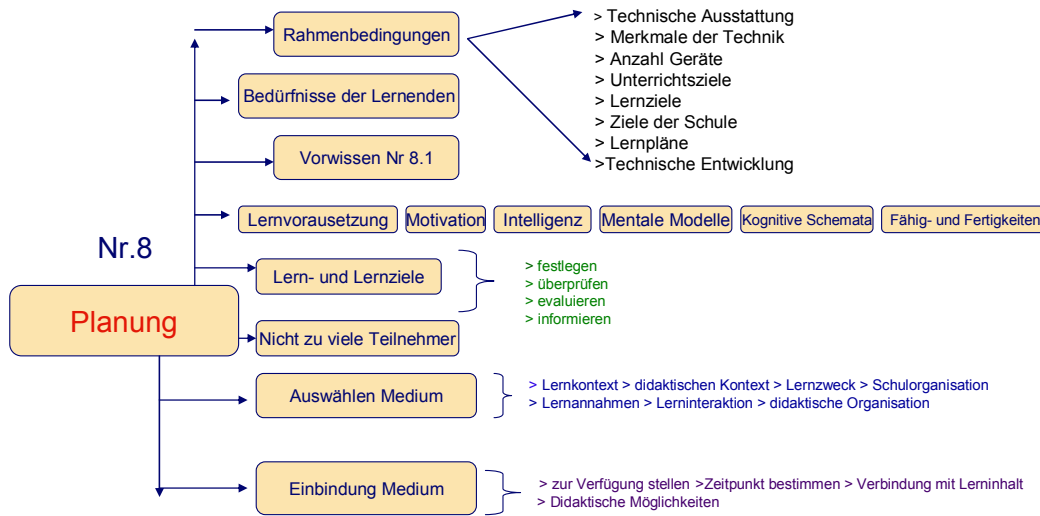 Rahmenbedingungen
> Technische Ausstattung
> Merkmale der Technik
> Anzahl Geräte
> Unterrichtsziele
> Lernziele
> Ziele der Schule
> Lernpläne
>Technische Entwicklung
Bedürfnisse der Lernenden
Vorwissen Nr 8.1
Lernvorausetzung
Motivation
Intelligenz
Mentale Modelle
Kognitive Schemata
Fähig- und Fertigkeiten
Nr.8
Planung
Lern- und Lernziele
> festlegen
> überprüfen
> evaluieren
> informieren
Nicht zu viele Teilnehmer
Auswählen Medium
> Lernkontext > didaktischen Kontext > Lernzweck > Schulorganisation
> Lernannahmen > Lerninteraktion > didaktische Organisation
Einbindung Medium
> zur Verfügung stellen >Zeitpunkt bestimmen > Verbindung mit Lerninhalt
> Didaktische Möglichkeiten